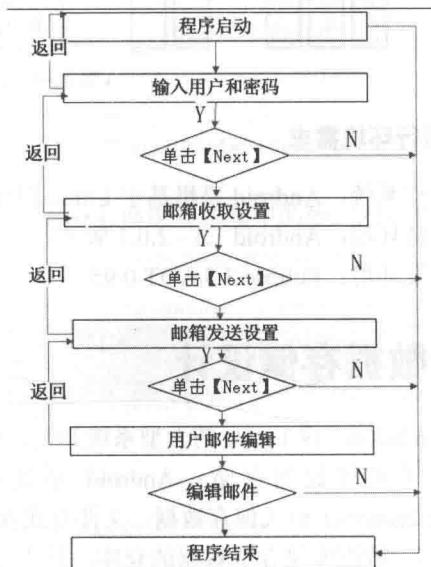 程序启动
返回
输入用户和密码
Y
N
单击【Next】
返回
邮箱收取设置
Y
N
单击【Next】
返回
邮箱发送设置
Y
N
单击【Next】
返回
用户邮件编辑
编辑邮件
N
程序结束